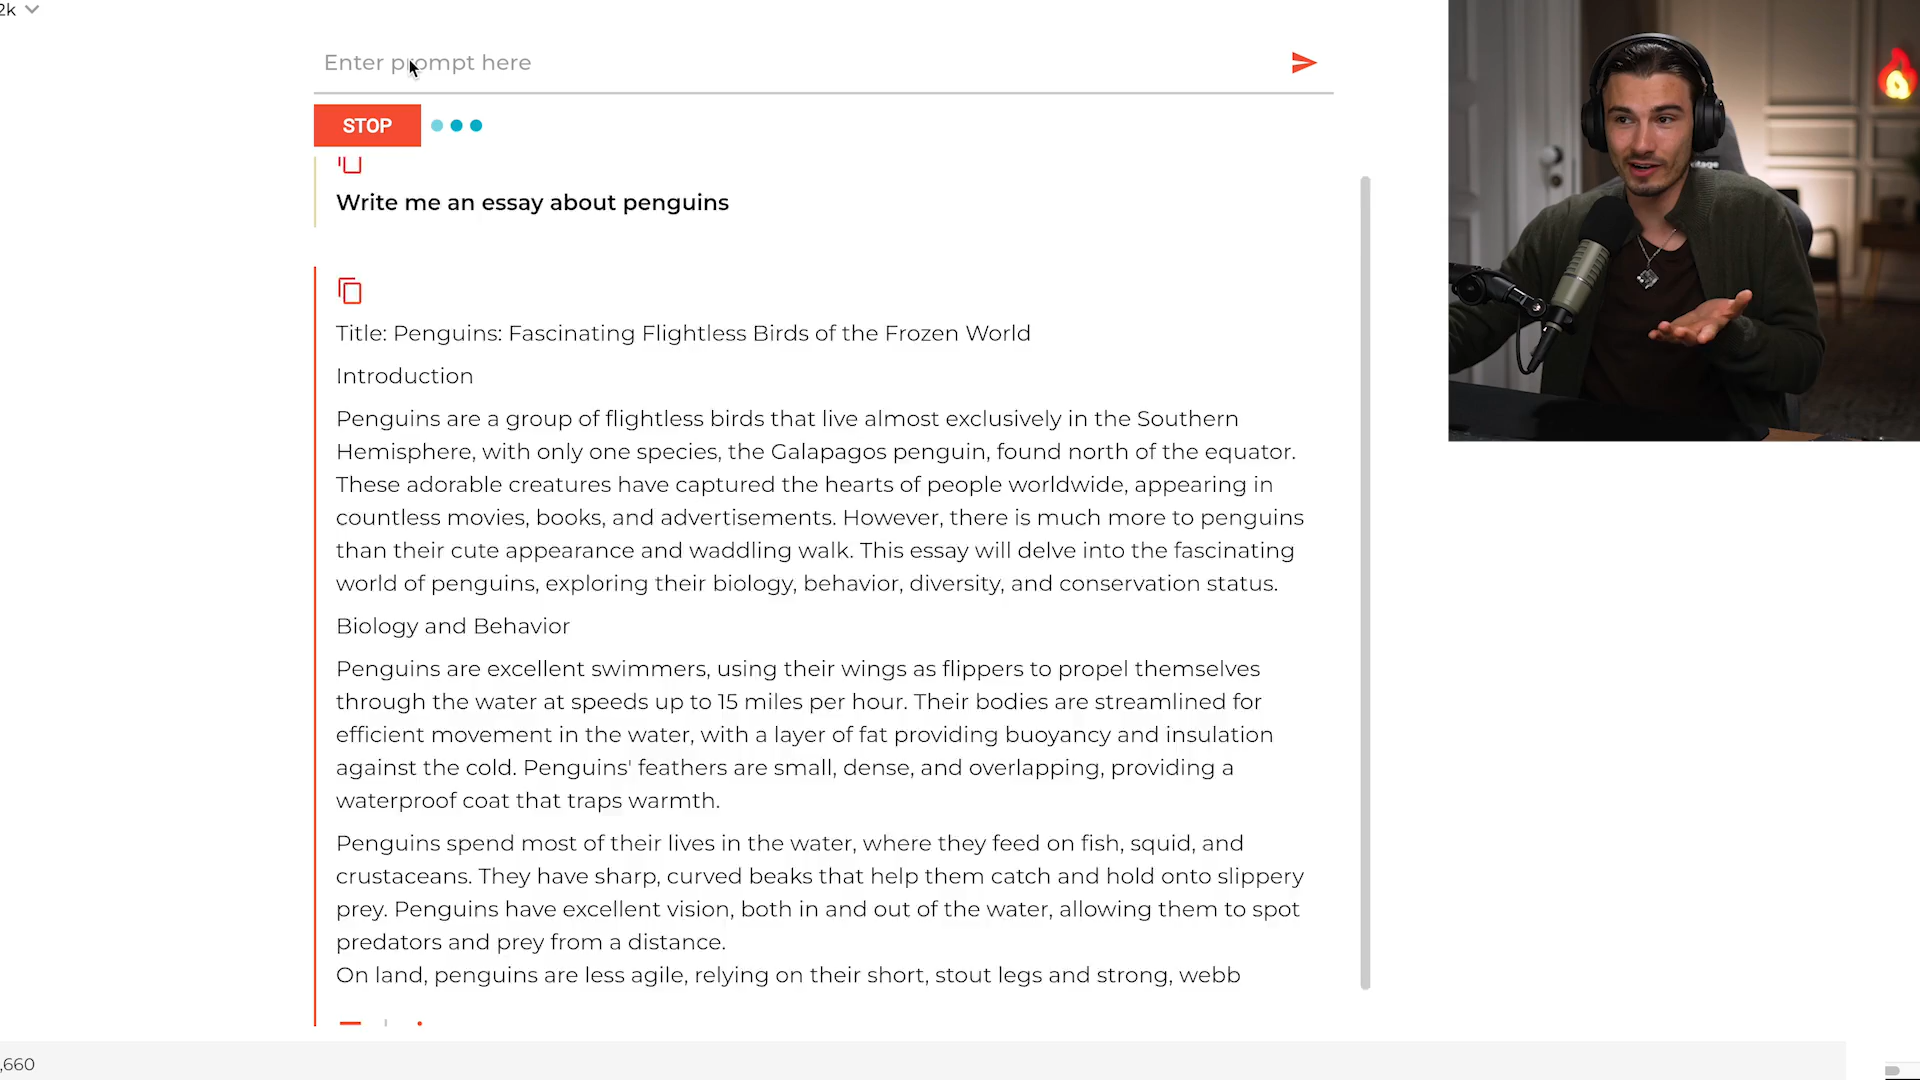 2k
Enter prompt here
STOP
Write me an essay about penguins
Title: Penguins: Fascinating Flightless Birds of the Frozen World
Introduction
Penguins are a group of flightless birds that live almost exclusively in the Southern
Hemisphere, with only one species, the Galapagos penguin, found north of the equator.
These adorable creatures have captured the hearts of people worldwide, appearing in
countless movies, books, and advertisements. However, there is much more to penguins
than their cute appearance and waddling walk. This essay will delve into the fascinating
world of penguins, exploring their biology, behavior, diversity, and conservation status.
Biology and Behavior
Penguins are excellent swimmers, using their wings as flippers to propel themselves
through the water at speeds up to 15 miles per hour. Their bodies are streamlined for
efficient movement in the water, with a layer of fat providing buoyancy and insulation
against the cold. Penguins' feathers are small, dense, and overlapping, providing a
waterproof coat that traps warmth.
Penguins spend most of their lives in the water, where they feed on fish, squid, and
crustaceans. They have sharp, curved beaks that help them catch and hold onto slippery
prey. Penguins have excellent vision, both in and out of the water, allowing them to spot
predators and prey from a distance.
On land, penguins are less agile, relying on their short, stout legs and strong, webb
,660